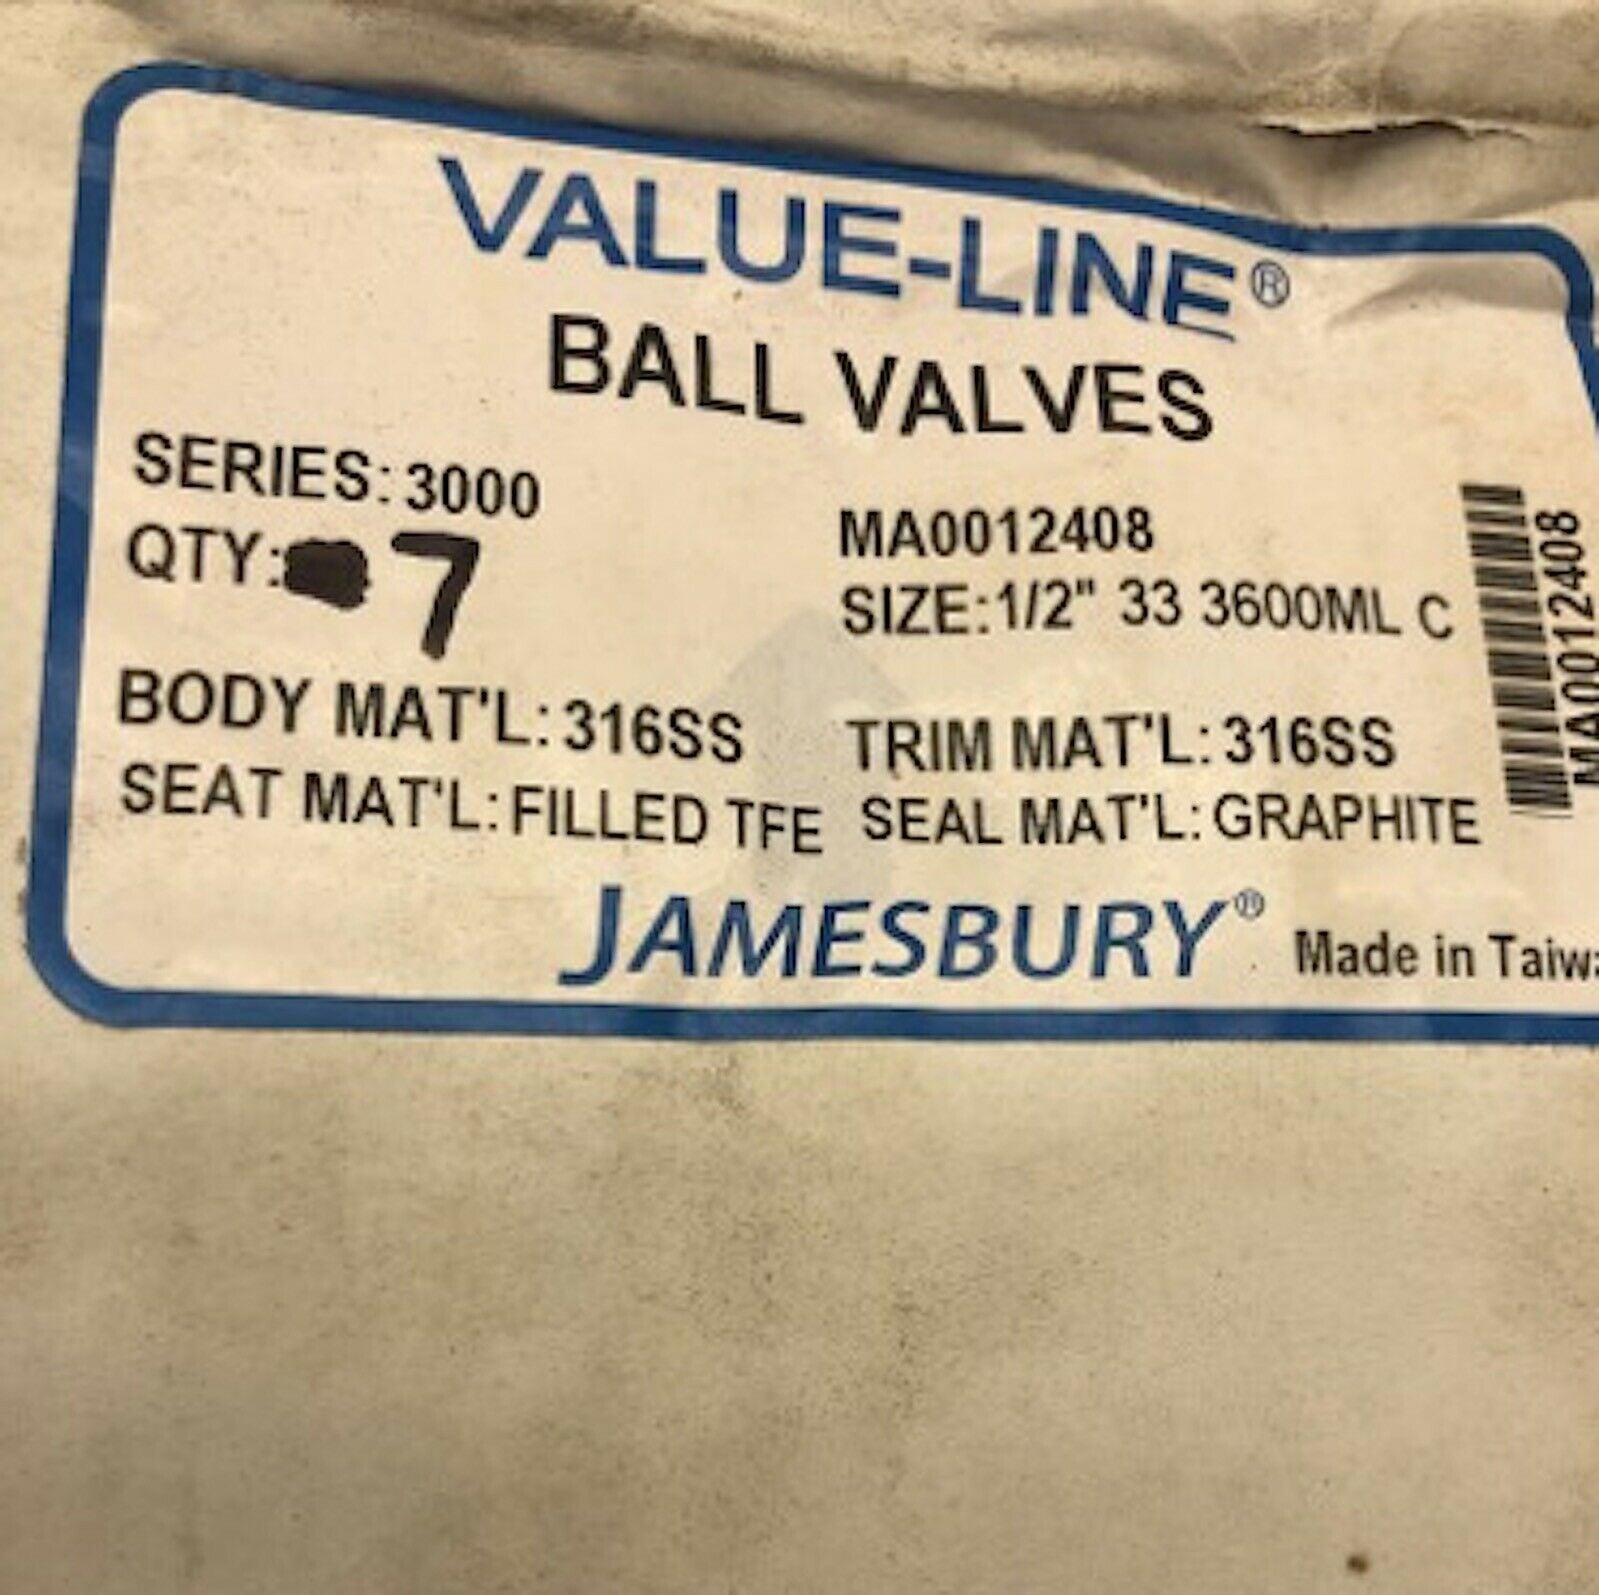 VALUE-LINE®
BALL VALVES
SERIES: 3000
QTY: 7
MA0012408
SIZE: 1/2" 33 3600ML C
BODY MAT'L: 316SS
TRIM MAT'L: 316SS
SEAT MAT'L: FILLED TFE
SEAL MAT'L: GRAPHITE
JAMESBURY®
Made in
MA0012408